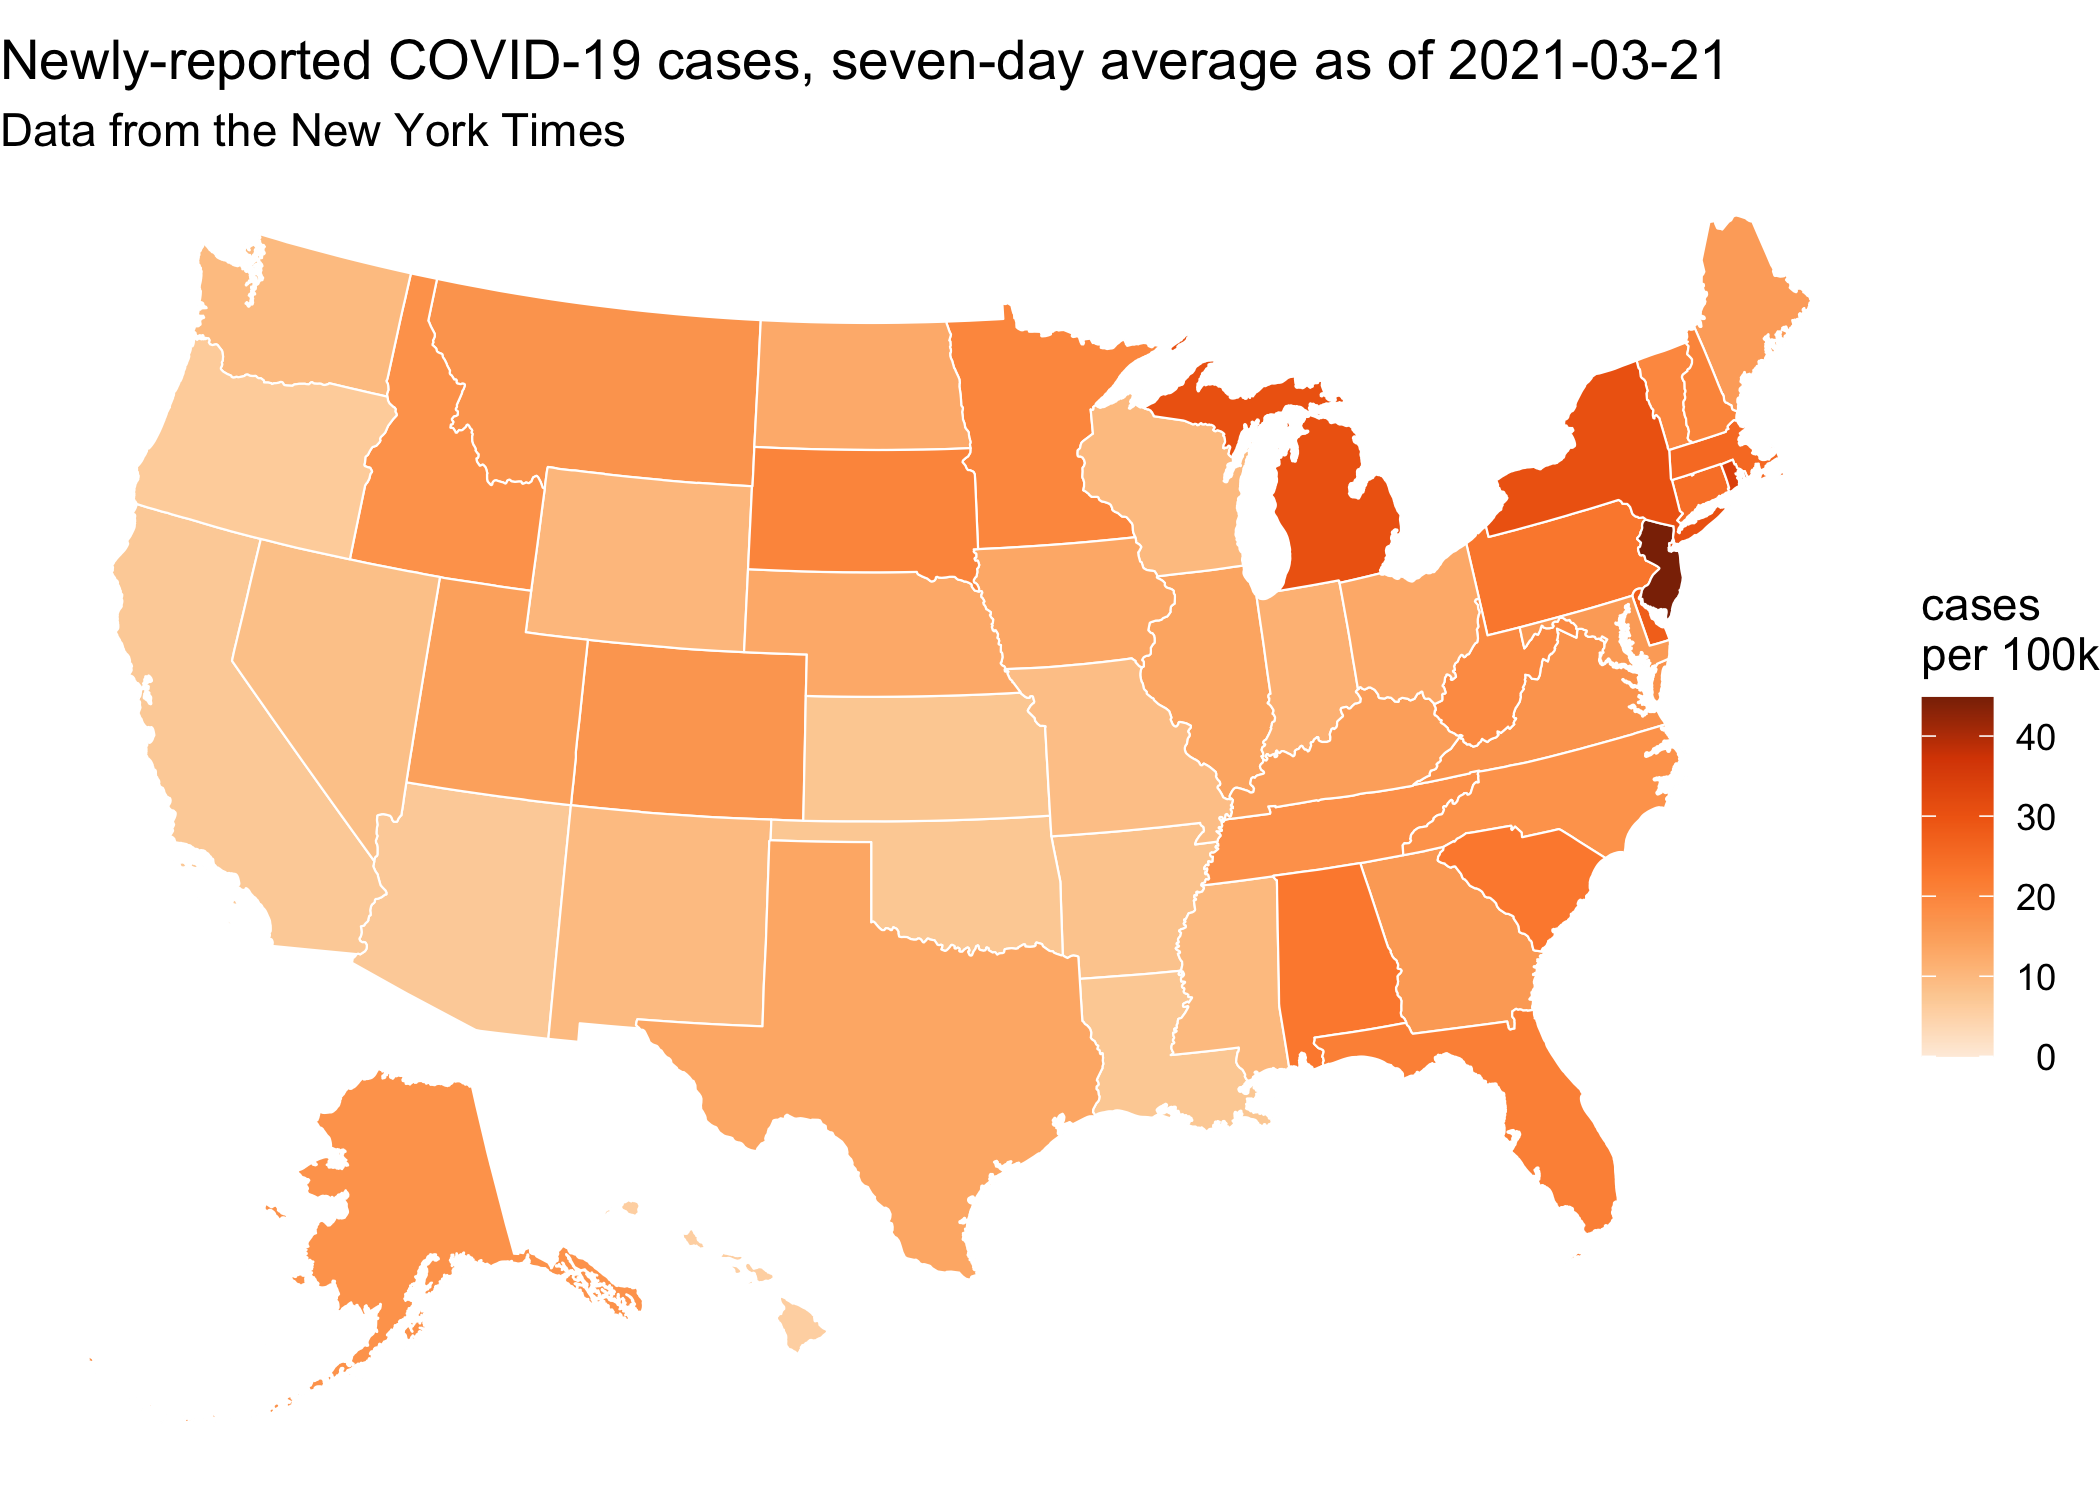 Newly-reported COVID-19 cases, seven-day average as of 2021-03-21
Data from the New York Times
cases
per 100k
40
30
20
10
0